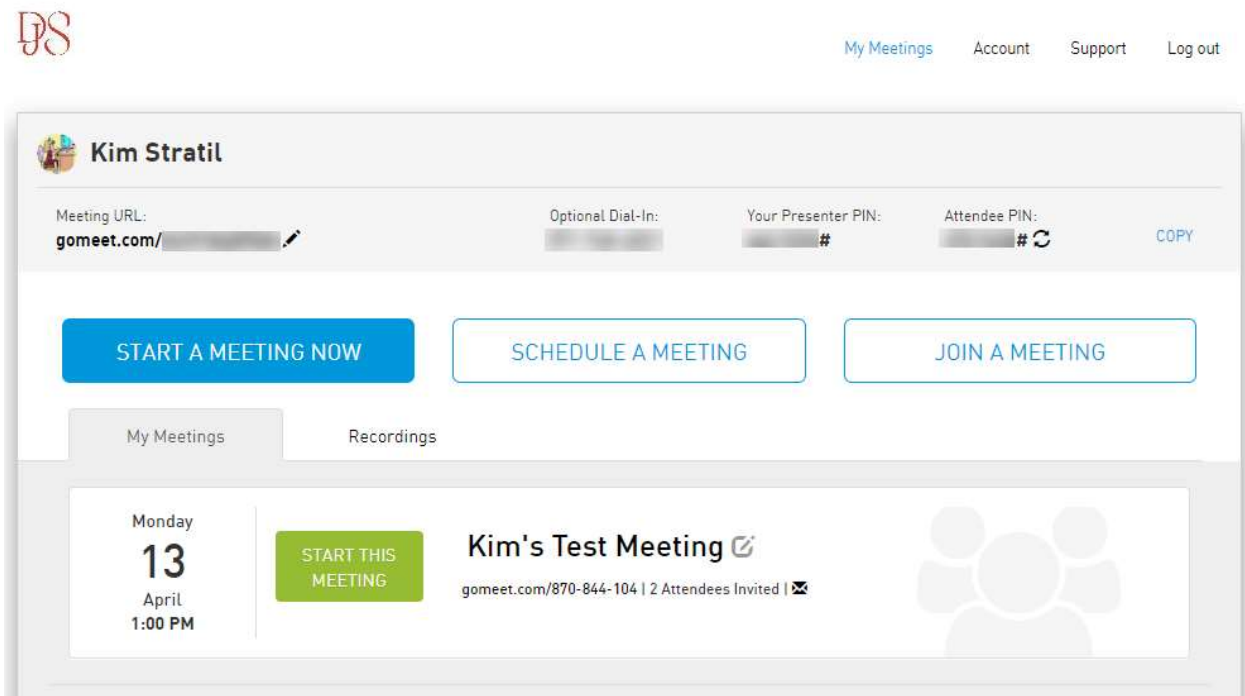 DJS
My Meetings Account Support Log out
Kim Stratil
Meeting URL: Optional Dial-In: Your Presenter PIN: Attendee PIN:
gomeet.com/ # # COPY
START A MEETING NOW SCHEDULE A MEETING JOIN A MEETING
My Meetings Recordings
Monday
13
April
1:00 PM
START THIS
MEETING
Kim's Test Meeting
gomeet.com/870-844-104 | 2 Attendees Invited |